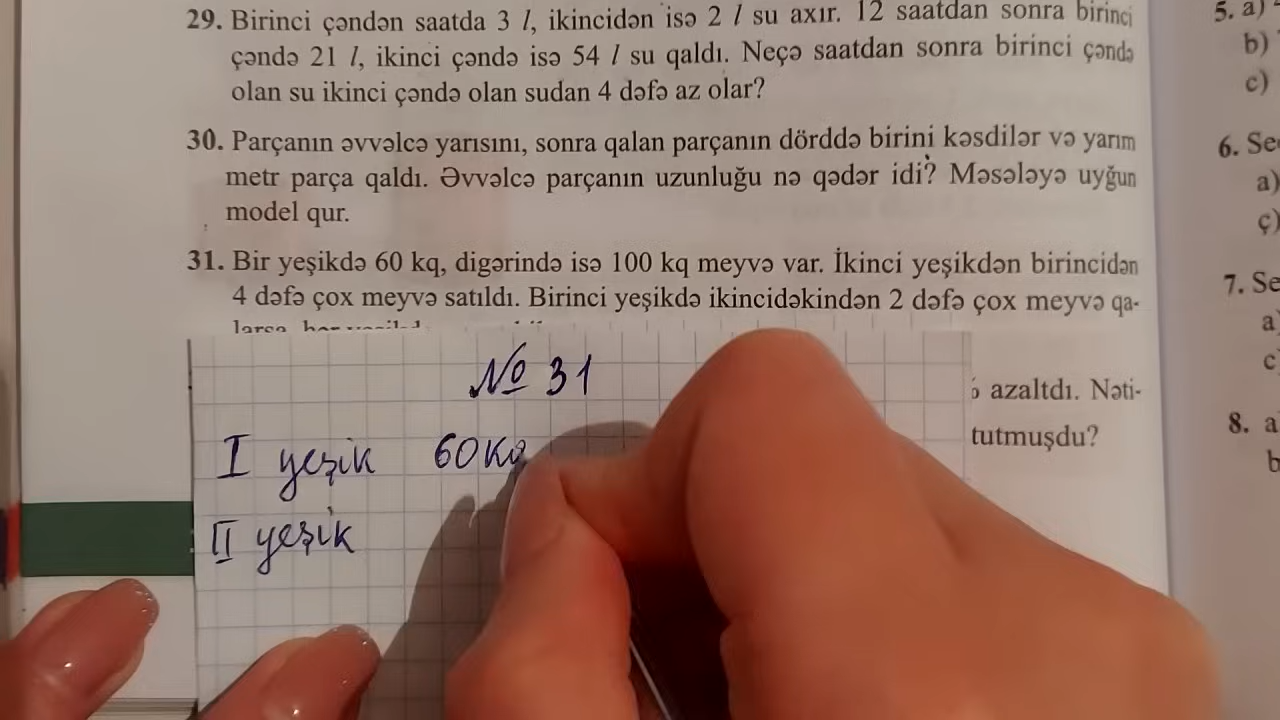 29. Birinci çəndən saatda 3 l, ikincidən isə 2 l su axır. 12 saatdan sonra birinci
çəndə 21 l, ikinci çəndə isə 54 l su qaldı. Neçə saatdan sonra birinci çəndə
olan su ikinci çəndə olan sudan 4 dəfə az olar?
30. Parçanın əvvəlcə yarısını, sonra qalan parçanın dörddə birini kəsdilər və yarım
metr parça qaldı. Əvvəlcə parçanın uzunluğu nə qədər idi? Məsələyə uyğun
model qur.
31. Bir yeşikdə 60 kq, digərində isə 100 kq meyvə var. İkinci yeşikdən birincidən
4 dəfə çox meyvə satıldı. Birinci yeşikdə ikincidəkindən 2 dəfə çox meyvə qa-
azaltdı. Nəti-
tutmuşdu?
№ 31
I yeşik 60kq
II yeşik
5. a)
b)
c)
6. Se
a)
ç)
7. Se
a
c
8. a
b